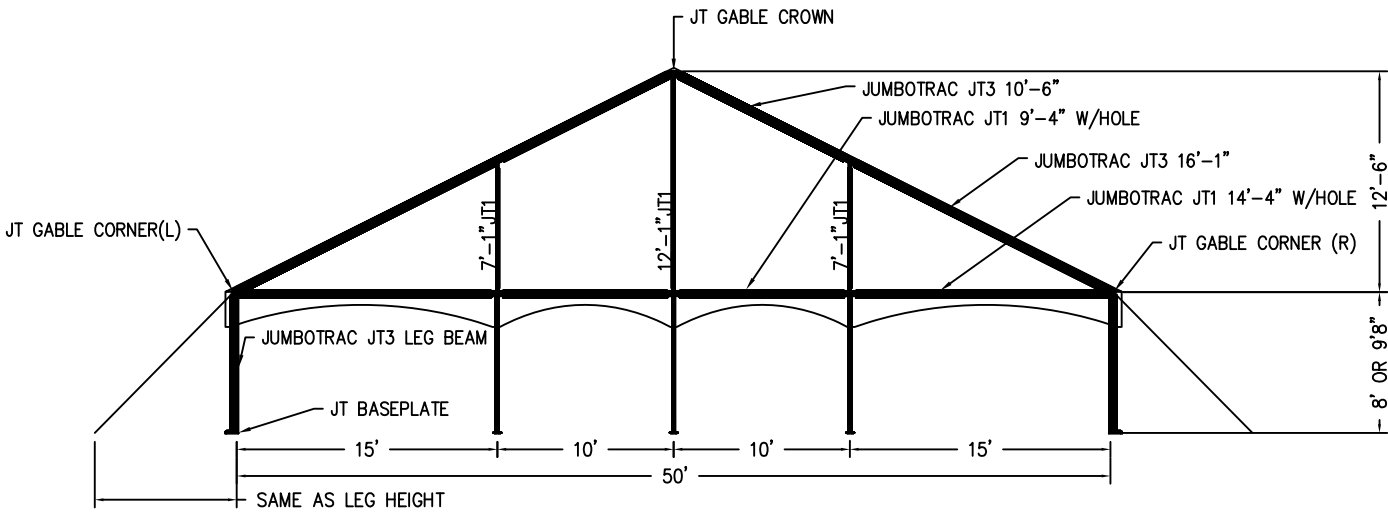 JT GABLE CROWN
JUMBOTRAC JT3 10'-6"
JUMBOTRAC JT1 9'-4" W/HOLE
JUMBOTRAC JT3 16'-1"
JUMBOTRAC JT1 14'-4" W/HOLE
12'-6"
JT GABLE CORNER(L)
7'-1"JT1
12'-1"JT1
7'-1"JT1
JT GABLE CORNER (R)
JUMBOTRAC JT3 LEG BEAM
8' OR 9'8"
JT BASEPLATE
15'
10'
10'
15'
50'
SAME AS LEG HEIGHT